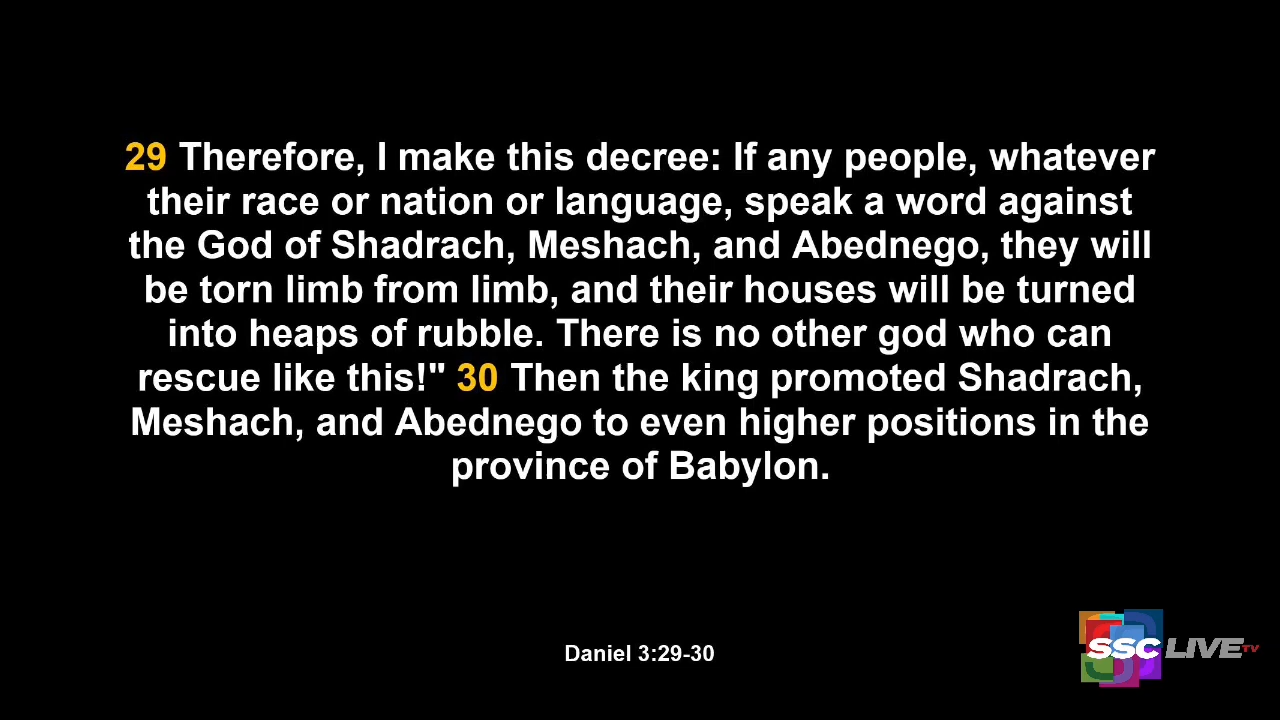 29 Therefore, I make this decree: If any people, whatever
their race or nation or language, speak a word against
the God of Shadrach, Meshach, and Abednego, they will
be torn limb from limb, and their houses will be turned
into heaps of rubble. There is no other god who can
rescue like this!" 30 Then the king promoted Shadrach,
Meshach, and Abednego to even higher positions in the
province of Babylon.
Daniel 3:29-30
SSC LIVE TV